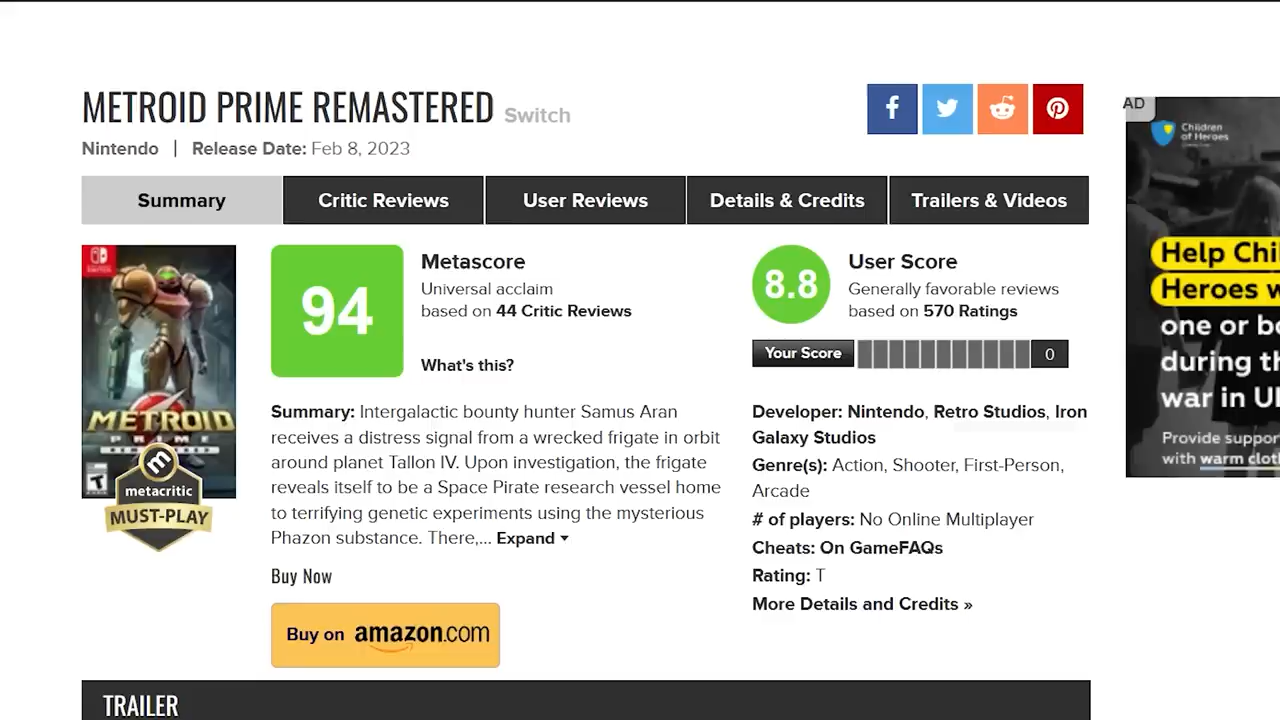 METROID PRIME REMASTERED Switch
Nintendo | Release Date: Feb 8, 2023
Summary
Critic Reviews
User Reviews
Details & Credits
Trailers & Videos
METROID
PRIME
metacritic
MUST-PLAY
T
94
Metascore
Universal acclaim
based on 44 Critic Reviews
What's this?
8.8
User Score
Generally favorable reviews
based on 570 Ratings
Your Score
0
Summary: Intergalactic bounty hunter Samus Aran
receives a distress signal from a wrecked frigate in orbit
around planet Tallon IV. Upon investigation, the frigate
reveals itself to be a Space Pirate research vessel home
to terrifying genetic experiments using the mysterious
Phazon substance. There,... Expand
Buy Now
Buy on amazon.com
Developer: Nintendo, Retro Studios, Iron
Galaxy Studios
Genre(s): Action, Shooter, First-Person,
Arcade
# of players: No Online Multiplayer
Cheats: On GameFAQs
Rating: T
More Details and Credits »
AD
Children
of Heroes
Help Chi
Heroes w
one or bo
during th
war in U
Provide suppor
with warm clot
TRAILER